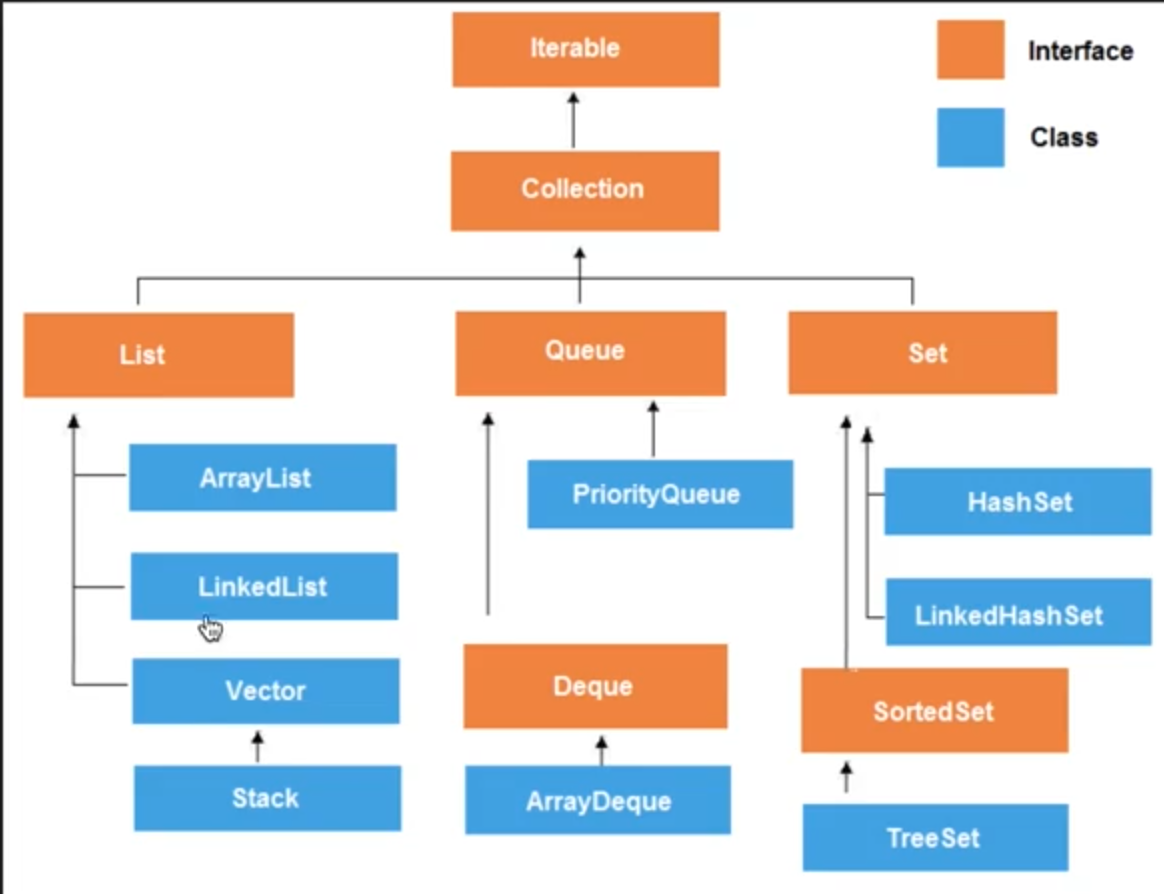 Iterable
Interface
Class
Collection
List
Queue
Set
ArrayList
PriorityQueue
HashSet
LinkedList
LinkedHashSet
Vector
Deque
SortedSet
Stack
ArrayDeque
TreeSet